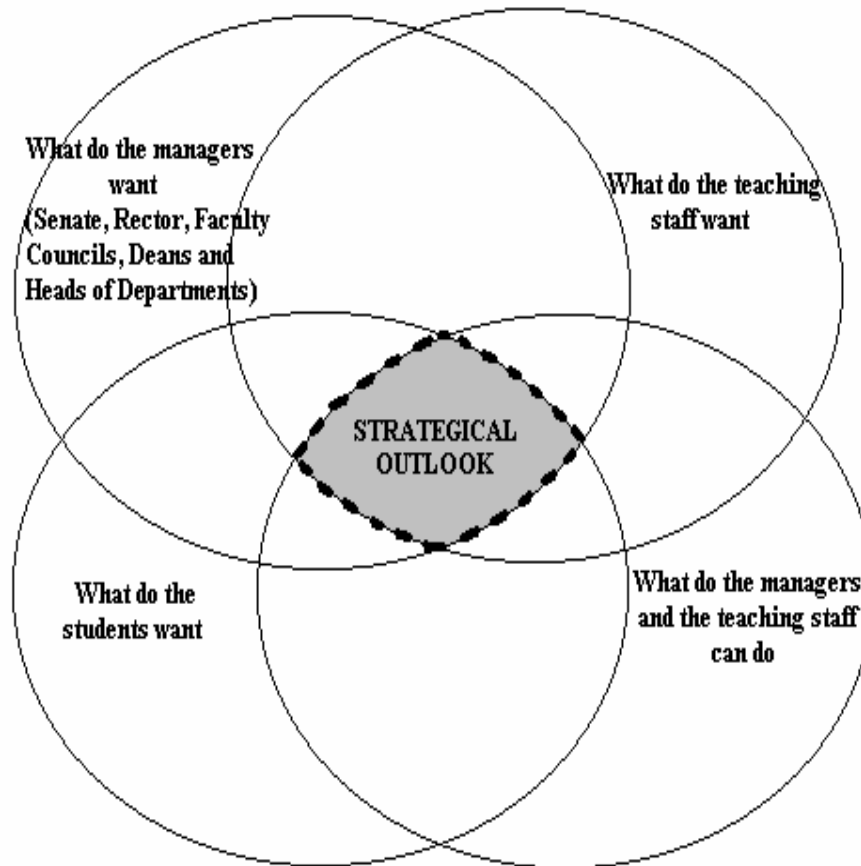 What do the managers
want
(Senate, Rector, Faculty
Councils, Deans and
Heads of Departments)
What do the teaching
staff want
STRATEGICAL
OUTLOOK
What do the
students want
What do the managers
and the teaching staff
can do